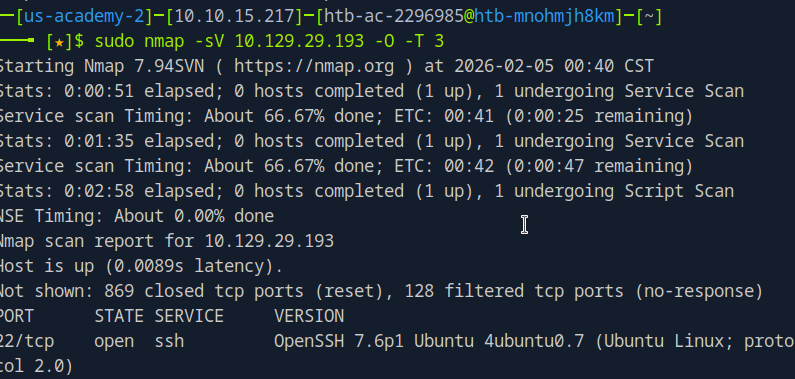 ─[us-academy-2]─[10.10.15.217]─[htb-ac-2296985@htb-mnohmjh8km]─[~]
─── [★]$ sudo nmap -sV 10.129.29.193 -O -T 3
Starting Nmap 7.94SVN ( https://nmap.org ) at 2026-02-05 00:40 CST
Stats: 0:00:51 elapsed; 0 hosts completed (1 up), 1 undergoing Service Scan
Service scan Timing: About 66.67% done; ETC: 00:41 (0:00:25 remaining)
Stats: 0:01:35 elapsed; 0 hosts completed (1 up), 1 undergoing Service Scan
Service scan Timing: About 66.67% done; ETC: 00:42 (0:00:47 remaining)
Stats: 0:02:58 elapsed; 0 hosts completed (1 up), 1 undergoing Script Scan
NSE Timing: About 0.00% done
Nmap scan report for 10.129.29.193
Host is up (0.0089s latency).
Not shown: 869 closed tcp ports (reset), 128 filtered tcp ports (no-response)
PORT STATE SERVICE VERSION
22/tcp open ssh OpenSSH 7.6p1 Ubuntu 4ubuntu0.7 (Ubuntu Linux; proto
col 2.0)